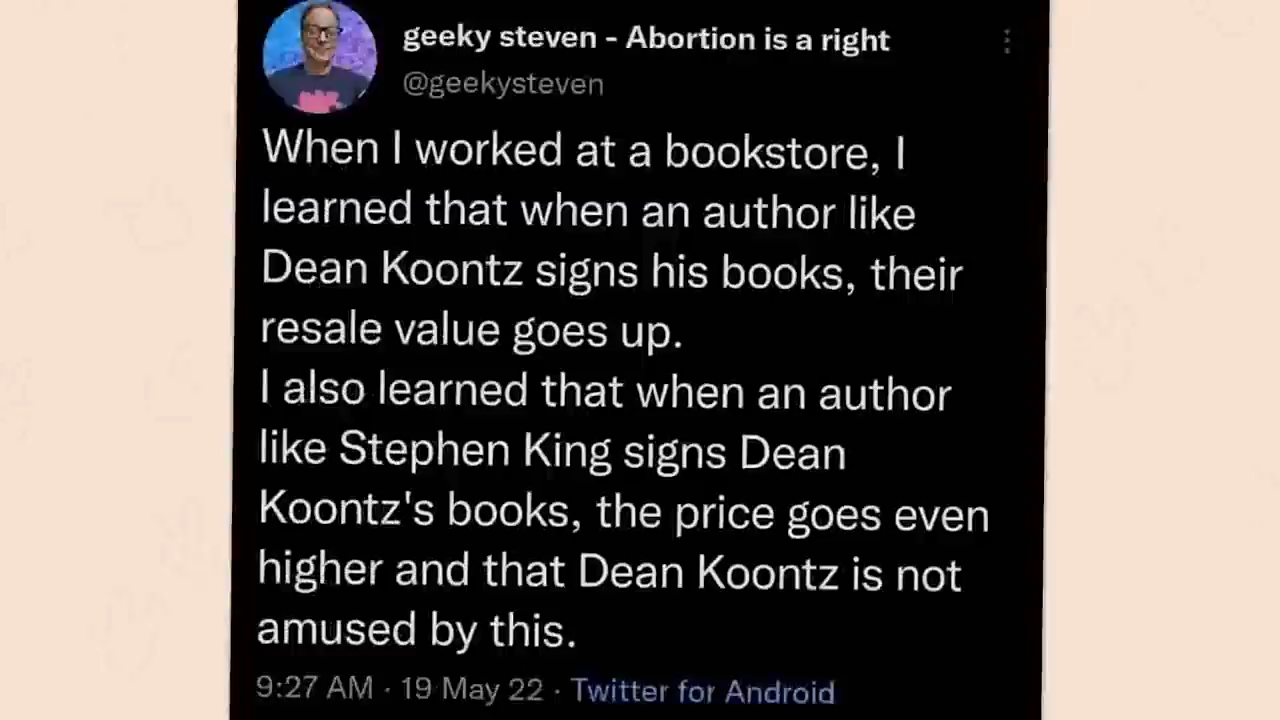 geeky steven - Abortion is a right
@geekysteven
When I worked at a bookstore, I
learned that when an author like
Dean Koontz signs his books, their
resale value goes up.
I also learned that when an author
like Stephen King signs Dean
Koontz's books, the price goes even
higher and that Dean Koontz is not
amused by this.
9:27 AM · 19 May 22 · Twitter for Android